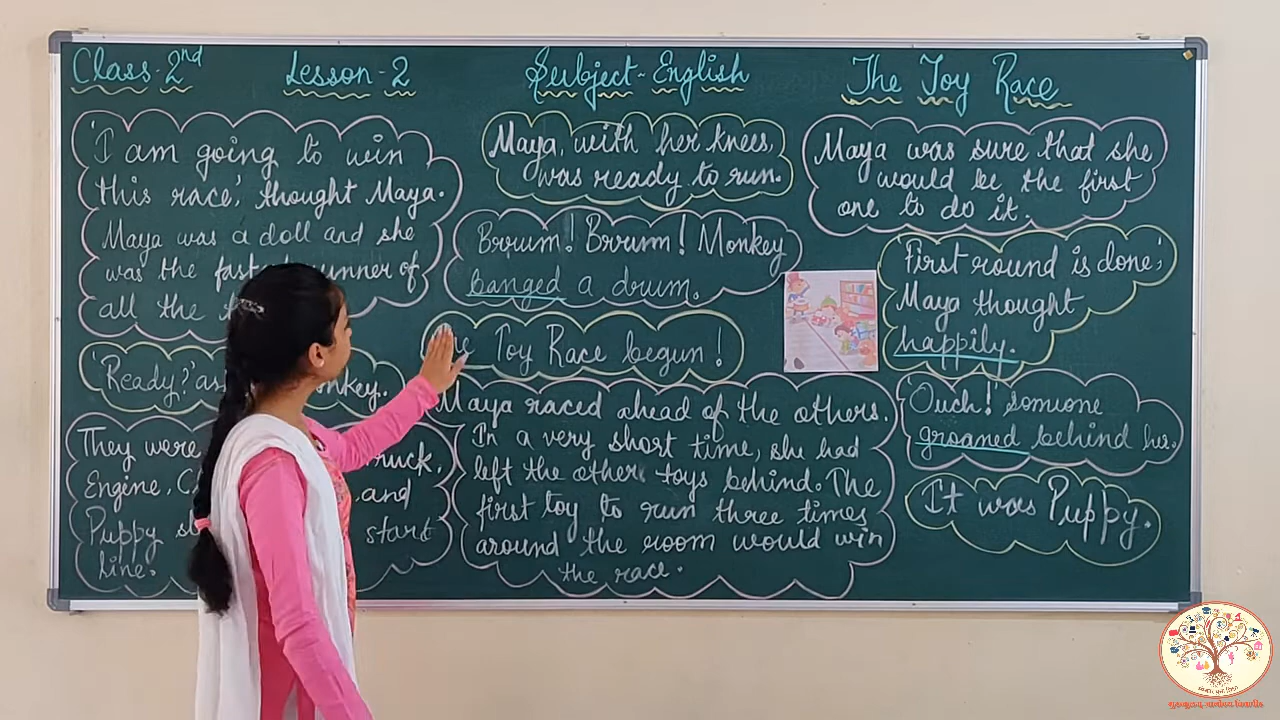 Class-2nd Lesson-2 Subject-English The Toy Race
'I am going to win
this race,' thought Maya.
Maya was a doll and she
was the runner of
all the
'Ready?' Monkey.
They were
Engine, and
Puppy start
line.
Maya, with her knees,
was ready to run.
Brrum! Brrum! Monkey
banged a drum.
Toy Race begun!
Maya raced ahead of the others.
In a very short time, she had
left the other toys behind. The
first toy to run three times
around the room would win
the race.
Maya was sure that she
would be the first
one to do it.
'First round is done,'
Maya thought
happily.
'Ouch!' someone
groaned behind her.
It was Puppy.